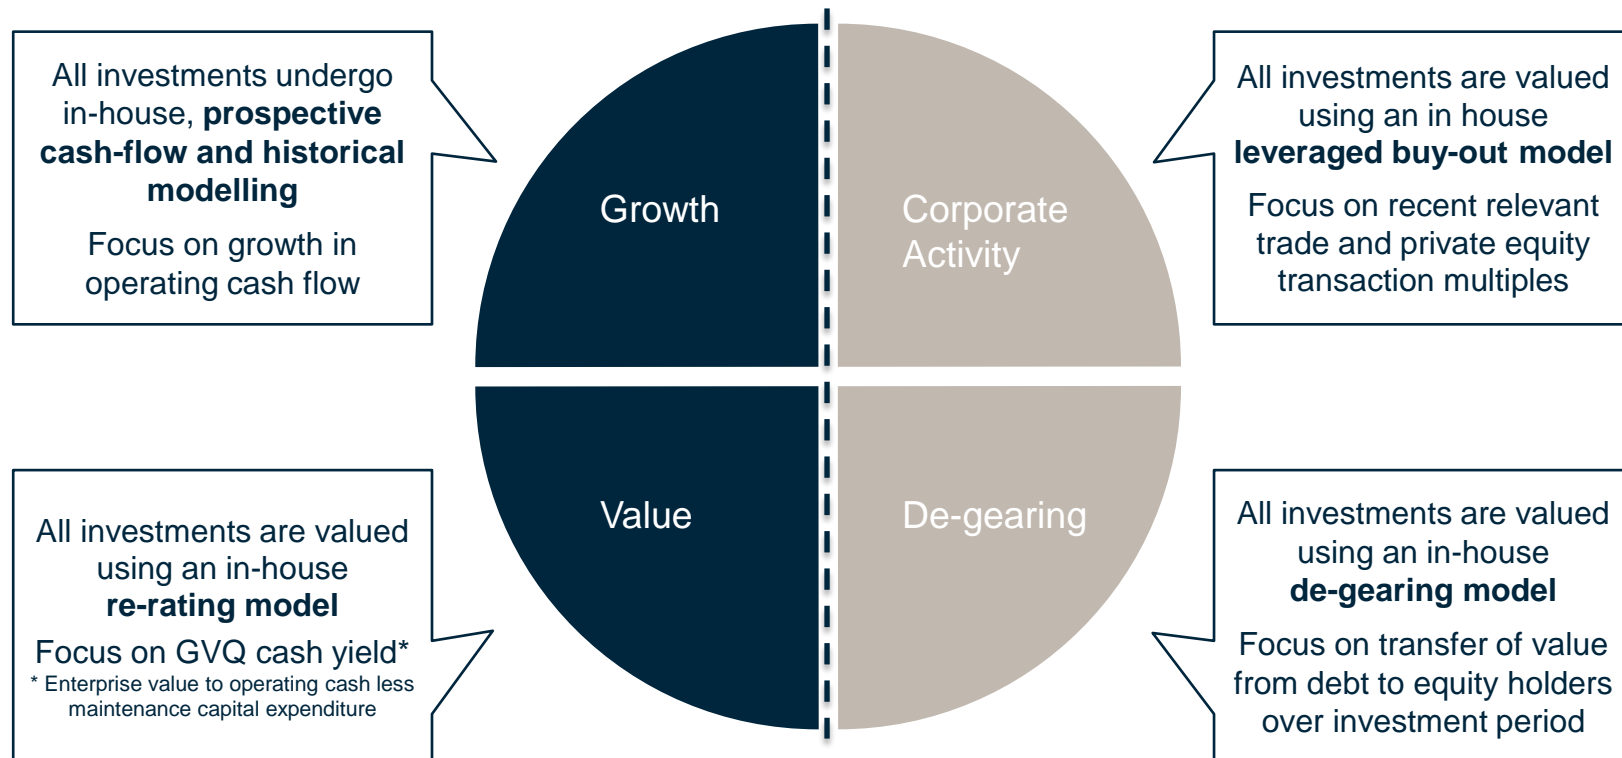 All investments undergo
in-house, prospective
cash-flow and historical
modelling
Focus on growth in
operating cash flow
Growth
Corporate
Activity
All investments are valued
using an in house
leveraged buy-out model
Focus on recent relevant
trade and private equity
transaction multiples
All investments are valued
using an in-house
re-rating model
Focus on GVQ cash yield*
* Enterprise value to operating cash less
maintenance capital expenditure
Value
De-gearing
All investments are valued
using an in-house
de-gearing model
Focus on transfer of value
from debt to equity holders
over investment period